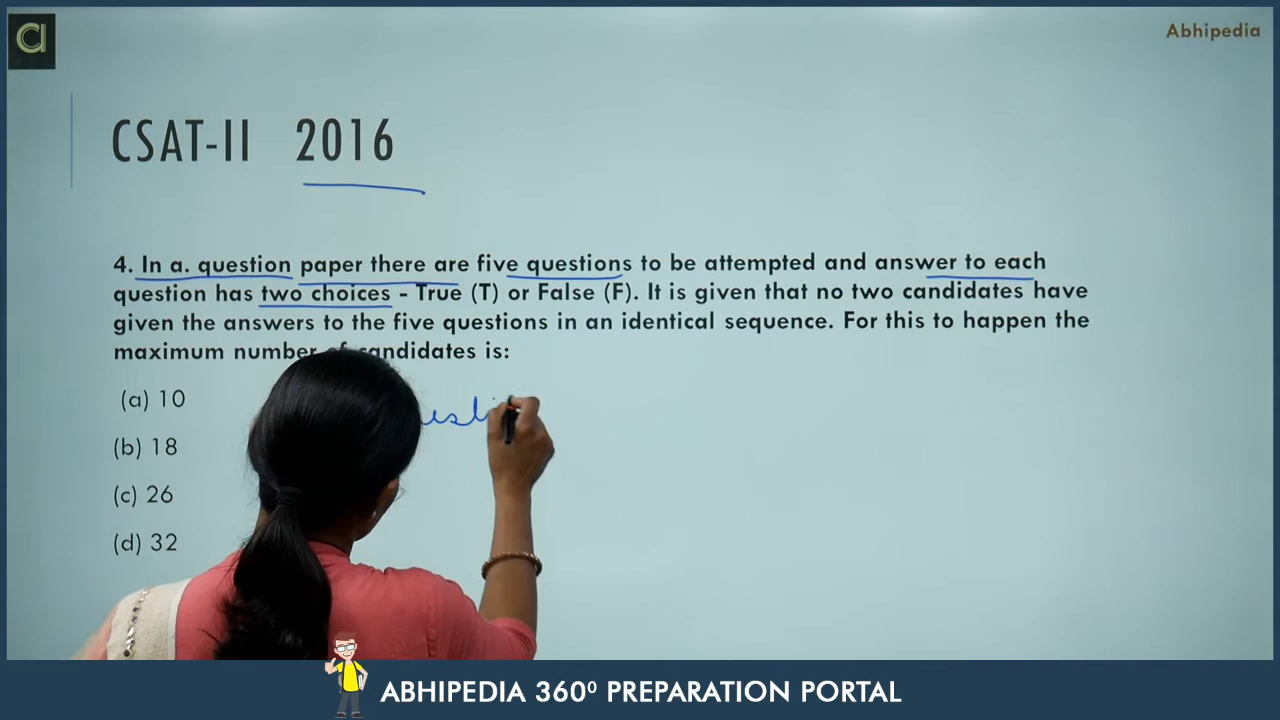 Abhipedia
CSAT-II 2016
4. In a. question paper there are five questions to be attempted and answer to each
question has two choices - True (T) or False (F). It is given that no two candidates have
given the answers to the five questions in an identical sequence. For this to happen the
maximum number of candidates is:
(a) 10
(b) 18
(c) 26
(d) 32
ABHIPEDIA 360⁰ PREPARATION PORTAL